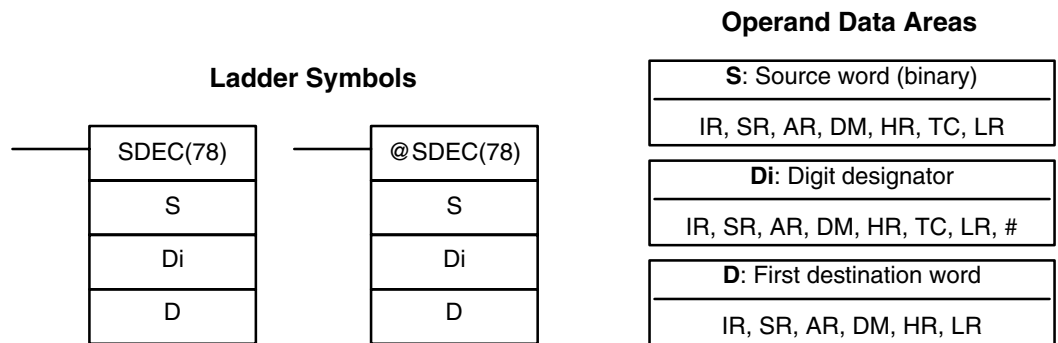 Ladder Symbols
SDEC(78)
S
Di
D
@SDEC(78)
S
Di
D
Operand Data Areas
S: Source word (binary)
IR, SR, AR, DM, HR, TC, LR
Di: Digit designator
IR, SR, AR, DM, HR, TC, LR, #
D: First destination word
IR, SR, AR, DM, HR, LR